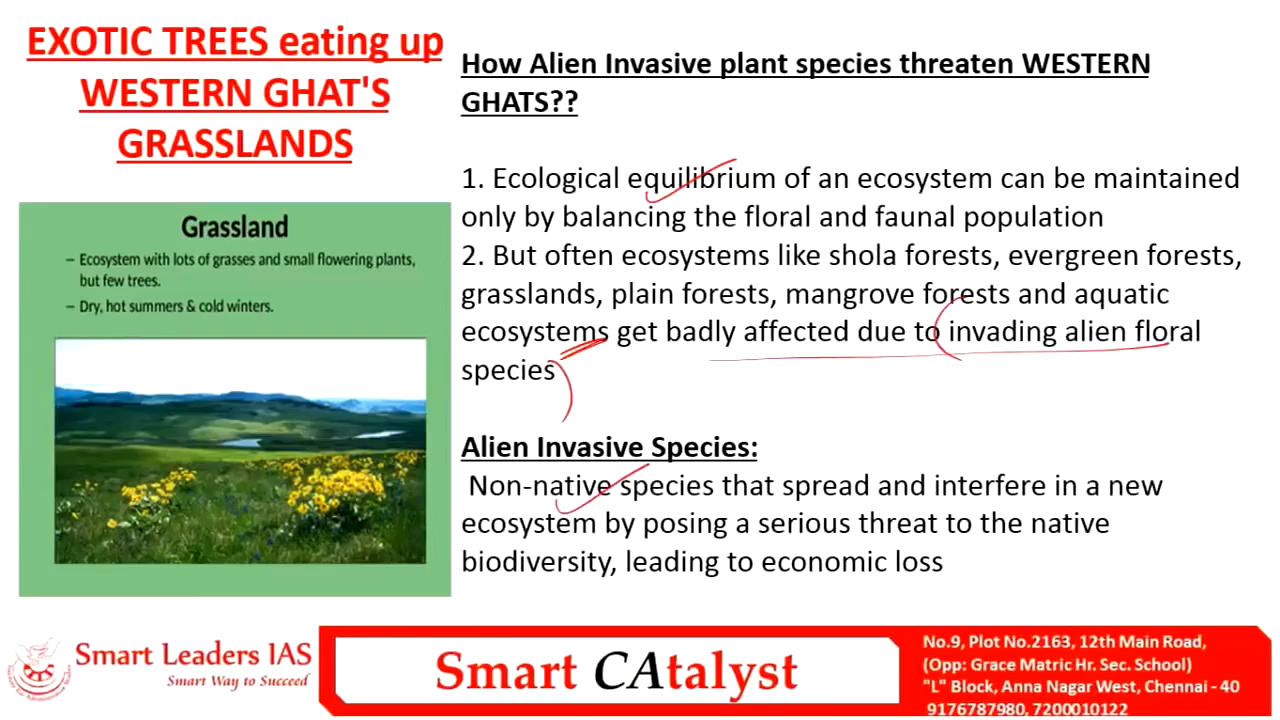 EXOTIC TREES eating up
WESTERN GHAT'S
GRASSLANDS
Grassland
– Ecosystem with lots of grasses and small flowering plants,
but few trees.
– Dry, hot summers & cold winters.
How Alien Invasive plant species threaten WESTERN
GHATS??
1. Ecological equilibrium of an ecosystem can be maintained
only by balancing the floral and faunal population
2. But often ecosystems like shola forests, evergreen forests,
grasslands, plain forests, mangrove forests and aquatic
ecosystems get badly affected due to invading alien floral
species
Alien Invasive Species:
Non-native species that spread and interfere in a new
ecosystem by posing a serious threat to the native
biodiversity, leading to economic loss
Smart Leaders IAS
Smart Way to Succeed
Smart CAtalyst
No.9, Plot No.2163, 12th Main Road,
(Opp: Grace Matric Hr. Sec. School)
"L" Block, Anna Nagar West, Chennai - 40
9176787980, 7200010122